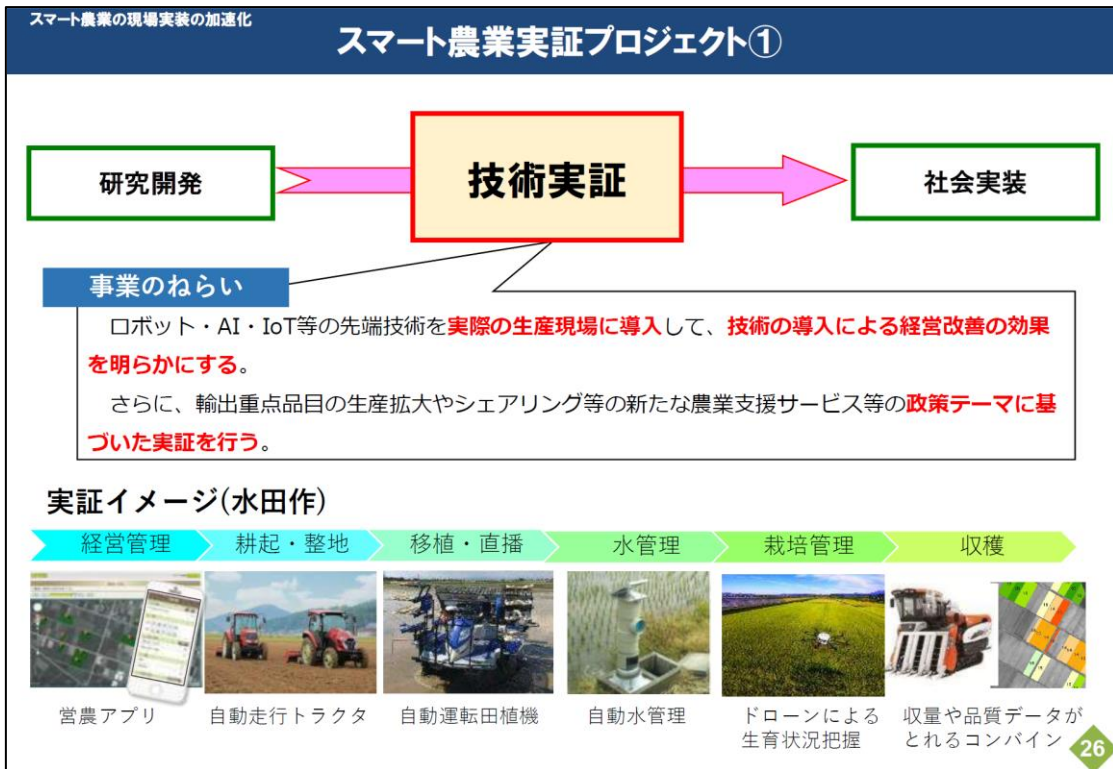 スマート農業の現場実装の加速化
スマート農業実証プロジェクト①
研究開発
技術実証
社会実装
事業のねらい
ロボット・AI・IoT等の先端技術を実際の生産現場に導入して、技術の導入による経営改善の効果
を明らかにする。
さらに、輸出重点品目の生産拡大やシェアリング等の新たな農業支援サービス等の政策テーマに基
づいた実証を行う。
実証イメージ(水田作)
経営管理
耕起・整地
移植・直播
水管理
栽培管理
収穫
営農アプリ
自動走行トラクタ
自動運転田植機
自動水管理
ドローンによる
生育状況把握
収量や品質データが
とれるコンバイン
26